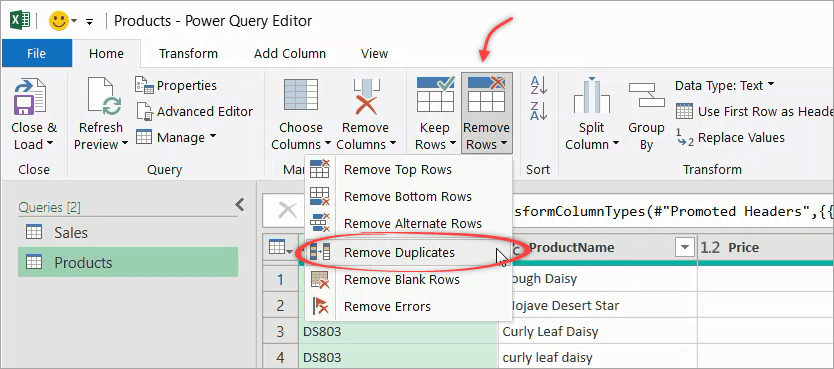 Products - Power Query Editor
File Home Transform Add Column View
Close & Load
Refresh Preview
Properties
Advanced Editor
Manage
Choose Columns
Remove Columns
Keep Rows
Remove Rows
A Z
Z A
Split Column
Group By
Data Type: Text
Use First Row as Heade
1 2 Replace Values
Close Query Ma Sort Transform
Remove Top Rows
Remove Bottom Rows
Remove Alternate Rows
Remove Duplicates
Remove Blank Rows
Remove Errors
Queries [2]
Sales
Products
sformColumnTypes(#"Promoted Headers",{{
ProductName 1.2 Price
1 ough Daisy
2 Mojave Desert Star
3 DS803 Curly Leaf Daisy
4 DS803 curly leaf daisy